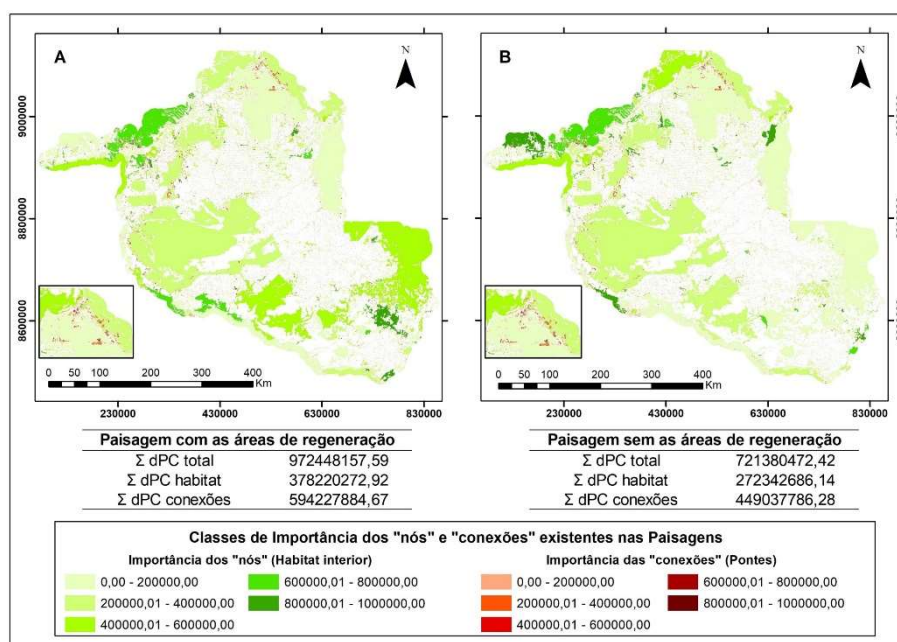 A
N
B
N
9000000
8800000
8600000
0 50 100 200 300 400
Km
0 50 100 200 300 400
Km
230000 430000 630000 830000
230000 430000 630000 830000
Paisagem com as áreas de regeneração
Σ dPC total 972448157,59
Σ dPC habitat 378220272,92
Σ dPC conexões 594227884,67
Paisagem sem as áreas de regeneração
Σ dPC total 721380472,42
Σ dPC habitat 272342686,14
Σ dPC conexões 449037786,28
Classes de Importância dos "nós" e "conexões" existentes nas Paisagens
Importância dos "nós" (Habitat interior)
0,00 - 200000,00
200000,01 - 400000,00
400000,01 - 600000,00
600000,01 - 800000,00
800000,01 - 1000000,00
Importância das "conexões" (Pontes)
0,00 - 200000,00
200000,01 - 400000,00
400000,01 - 600000,00
600000,01 - 800000,00
800000,01 - 1000000,00